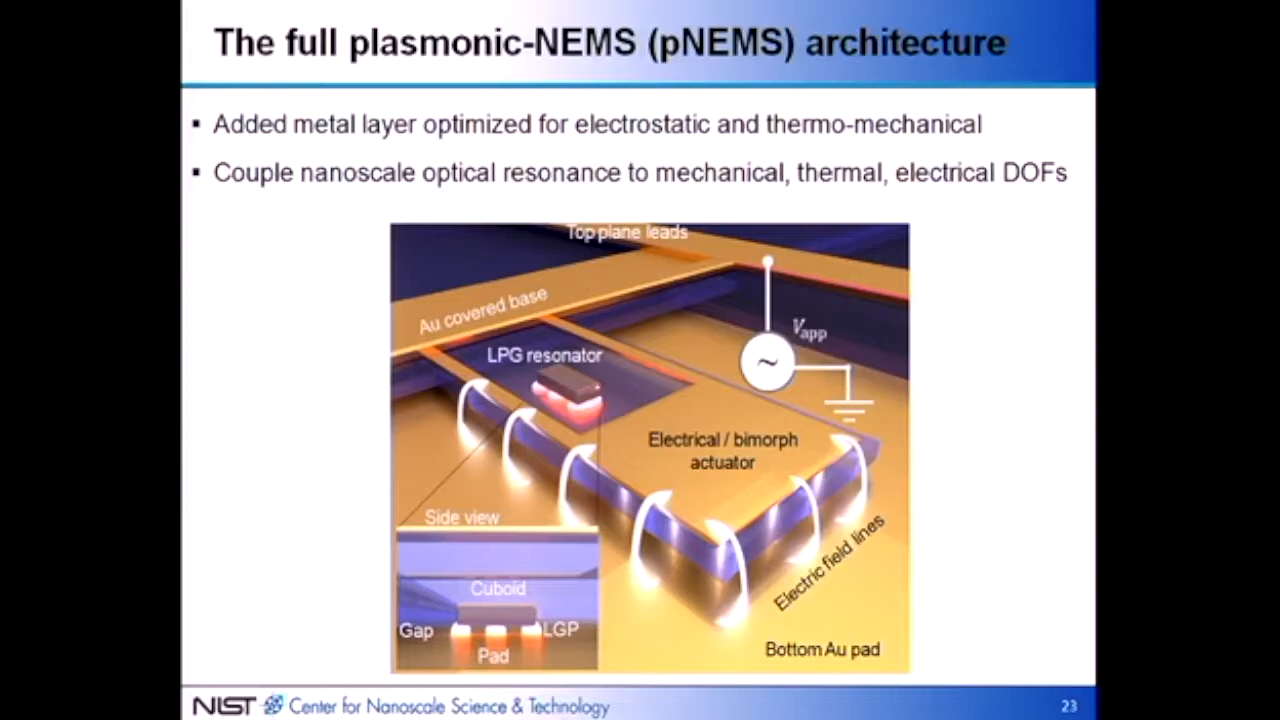 The full plasmonic-NEMS (pNEMS) architecture
▪ Added metal layer optimized for electrostatic and thermo-mechanical
▪ Couple nanoscale optical resonance to mechanical, thermal, electrical DOFs
Top plane leads
Au covered base
V_app
~
LPG resonator
Electrical / bimorph
actuator
Side view
Electric field lines
Cuboid
Gap
LGP
Pad
Bottom Au pad
NIST Center for Nanoscale Science & Technology
23